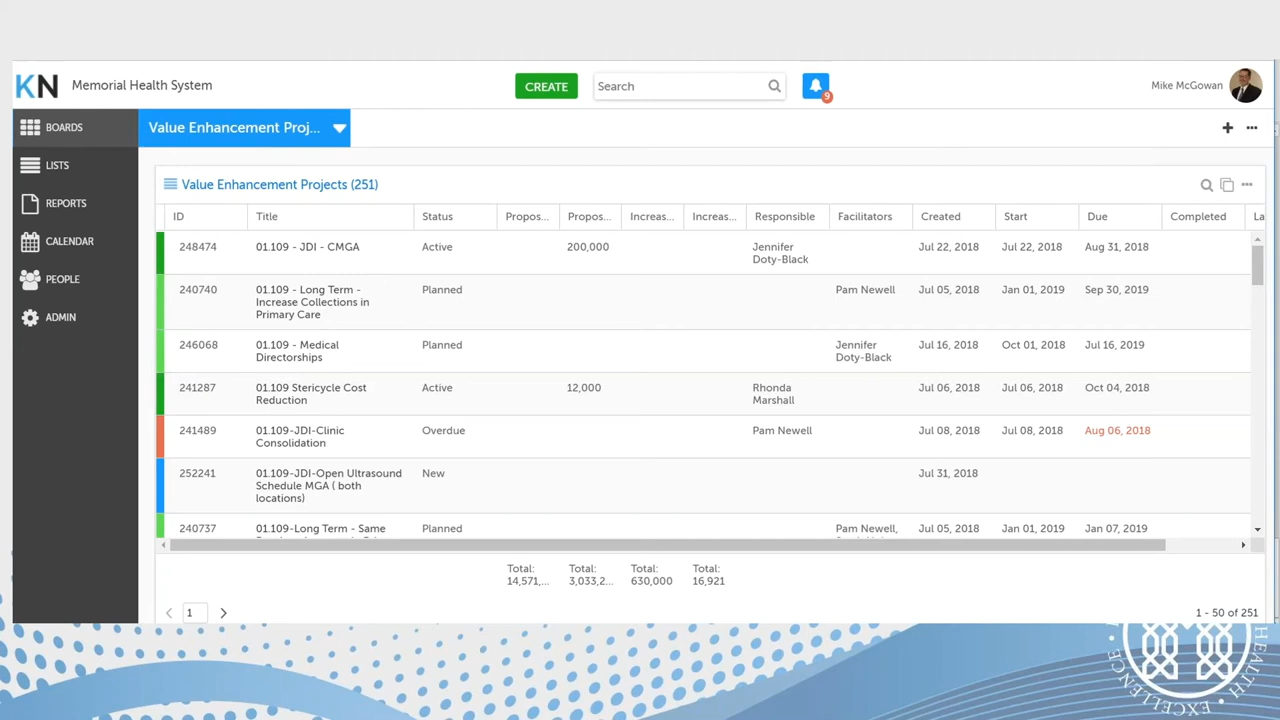 KN Memorial Health System CREATE Search 9 Mike McGowan
BOARDS Value Enhancement Proj...
LISTS
REPORTS
CALENDAR
PEOPLE
ADMIN
Value Enhancement Projects (251)
ID Title Status Propos... Propos... Increas... Increas... Responsible Facilitators Created Start Due Completed La
248474 01.109 - JDI - CMGA Active 200,000 Jennifer Jul 22, 2018 Jul 22, 2018 Aug 31, 2018
Doty-Black
240740 01.109 - Long Term - Planned Pam Newell Jul 05, 2018 Jan 01, 2019 Sep 30, 2019
Increase Collections in
Primary Care
246068 01.109 - Medical Planned Jennifer Jul 16, 2018 Oct 01, 2018 Jul 16, 2019
Directorships Doty-Black
241287 01.109 Stericycle Cost Active 12,000 Rhonda Jul 06, 2018 Jul 06, 2018 Oct 04, 2018
Reduction Marshall
241489 01.109-JDI-Clinic Overdue Pam Newell Jul 08, 2018 Jul 08, 2018 Aug 06, 2018
Consolidation
252241 01.109-JDI-Open Ultrasound New Jul 31, 2018
Schedule MGA ( both
locations)
240737 01.109-Long Term - Same Planned Pam Newell, Jul 05, 2018 Jan 01, 2019 Jan 07, 2019
Total: Total: Total: Total:
14,571,... 3,033,2... 630,000 16,921
1 1 - 50 of 251
EXCELLENCE HEALTH